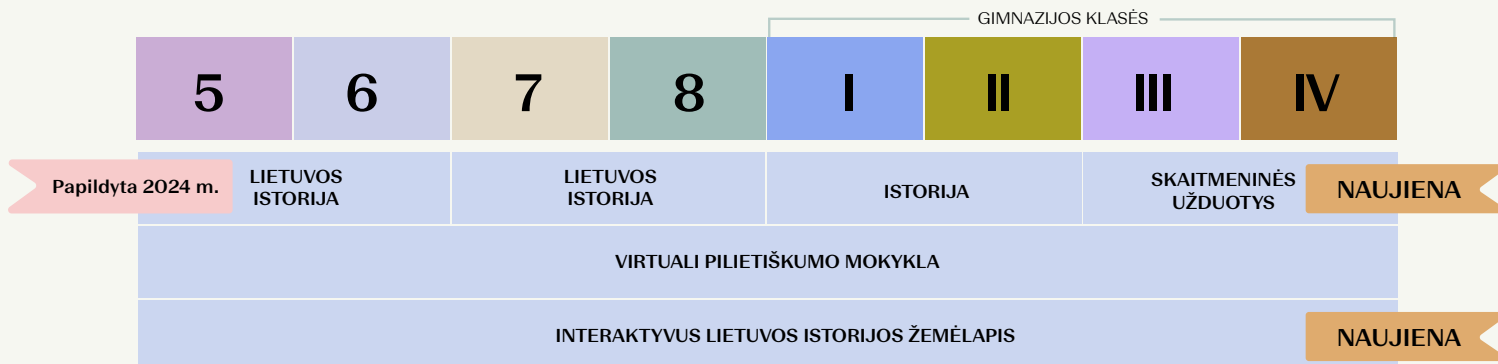 GIMNAZIJOS KLASĖS
5 6 7 8 I II III IV
Papildyta 2024 m.
LIETUVOS
ISTORIJA
LIETUVOS
ISTORIJA
ISTORIJA
SKAITMENINĖS
UŽDUOTYS
NAUJIENA
VIRTUALI PILIETIŠKUMO MOKYKLA
INTERAKTYVUS LIETUVOS ISTORIJOS ŽEMĖLAPIS
NAUJIENA